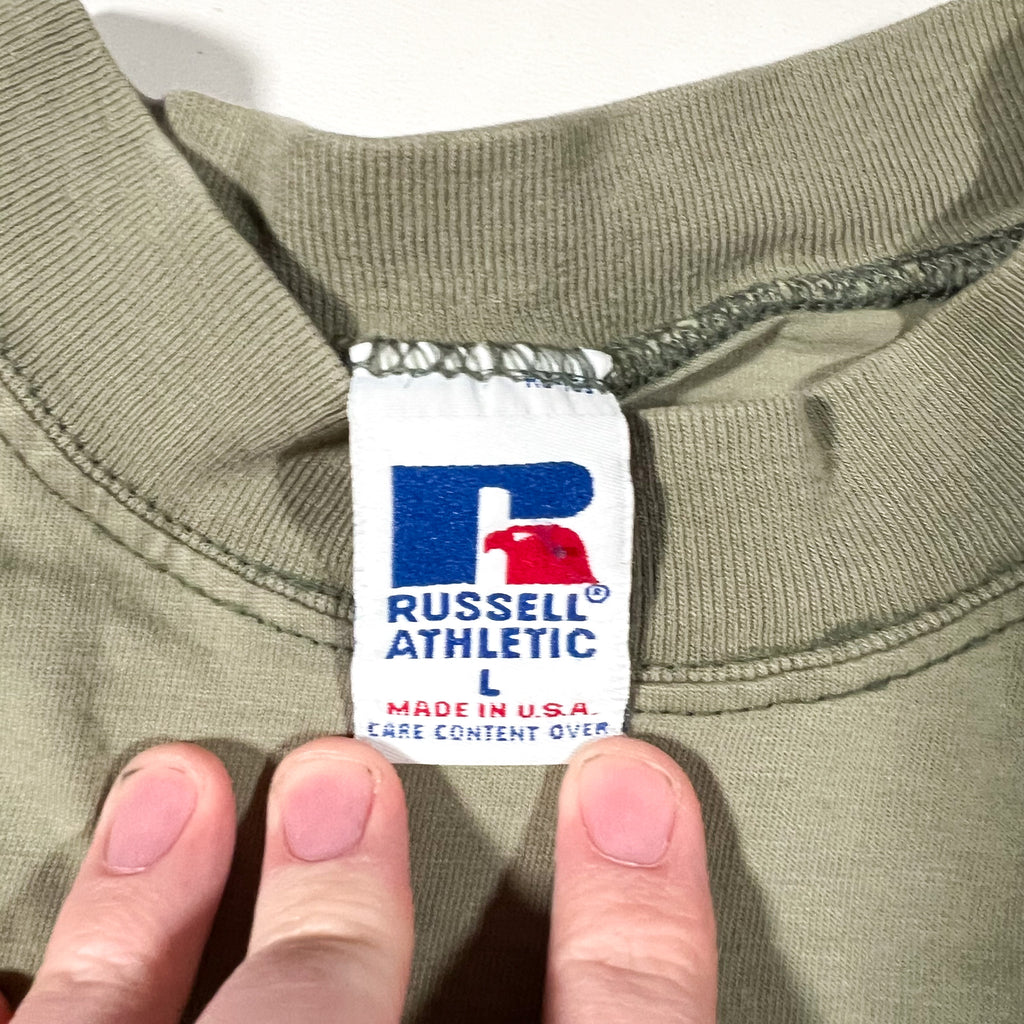 R
RUSSELL®
ATHLETIC
L
MADE IN U.S.A.
CARE CONTENT OVER